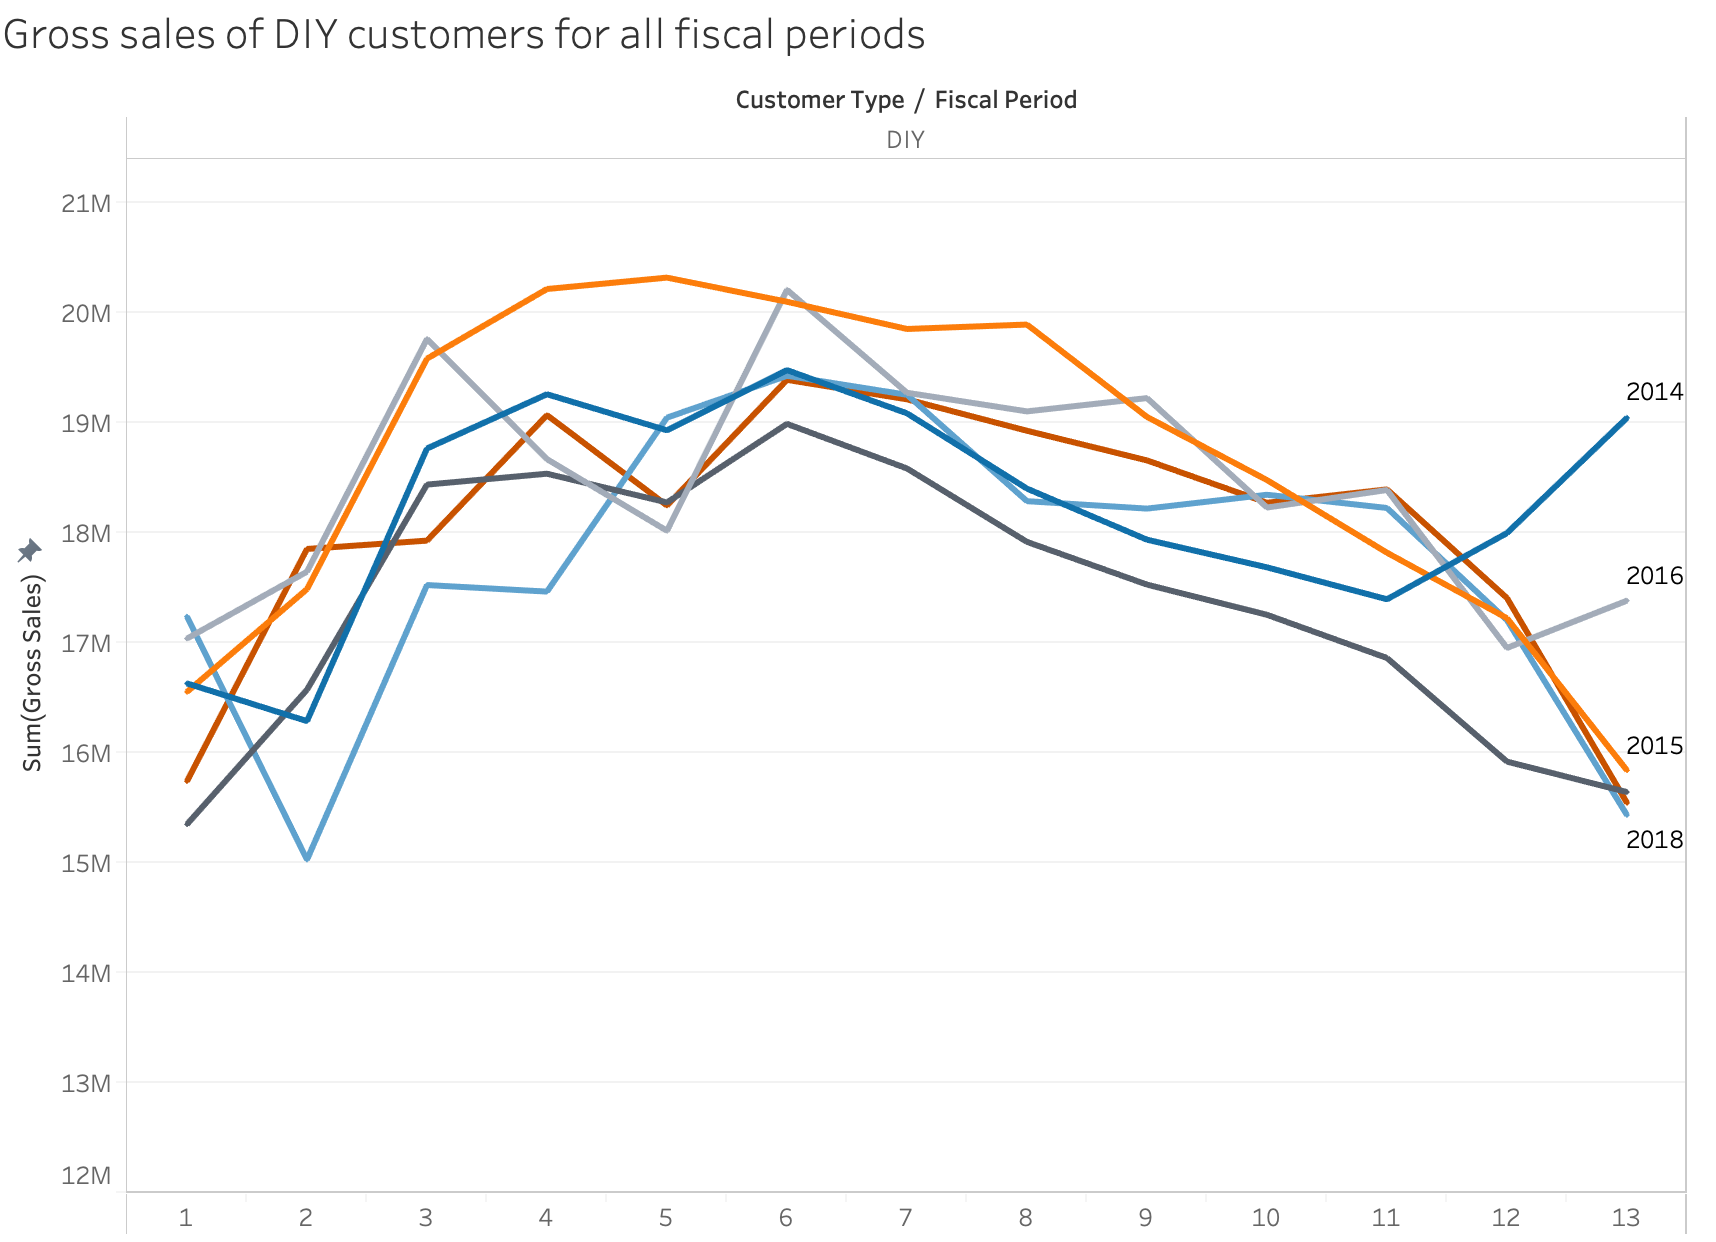 Gross sales of DIY customers for all fiscal periods
Customer Type / Fiscal Period
DIY
21M
20M
19M
18M
17M
16M
15M
14M
13M
12M
Sum(Gross Sales)
2014
2016
2015
2018
1 2 3 4 5 6 7 8 9 10 11 12 13